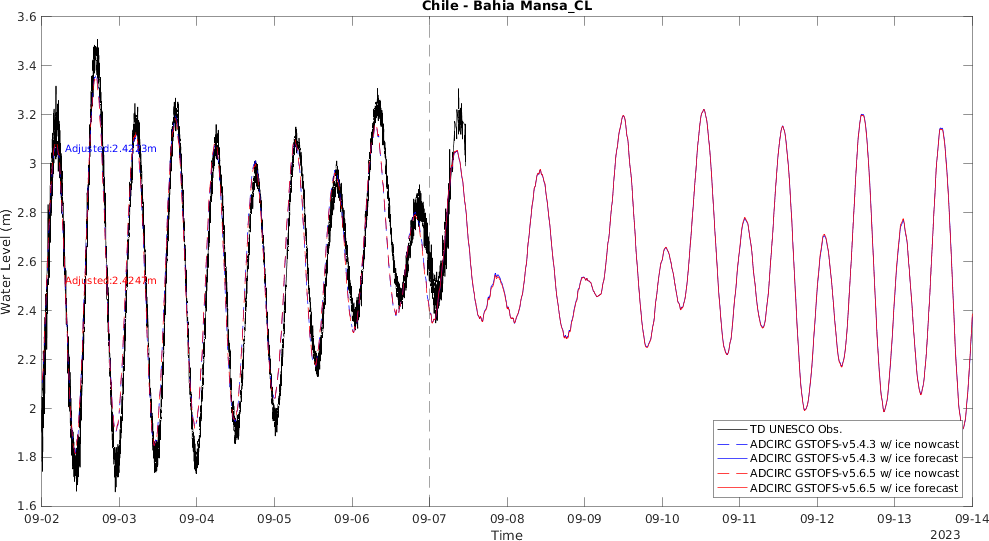 Chile - Bahia Mansa_CL
3.6
3.4
3.2
3
2.8
2.6
2.4
2.2
2
1.8
1.6
Water Level (m)
Adjusted:2.4223m
Adjusted:2.4247m
TD UNESCO Obs.
ADCIRC GSTOFS-v5.4.3 w/ ice nowcast
ADCIRC GSTOFS-v5.4.3 w/ ice forecast
ADCIRC GSTOFS-v5.6.5 w/ ice nowcast
ADCIRC GSTOFS-v5.6.5 w/ ice forecast
09-02 09-03 09-04 09-05 09-06 09-07 09-08 09-09 09-10 09-11 09-12 09-13 09-14
Time
2023